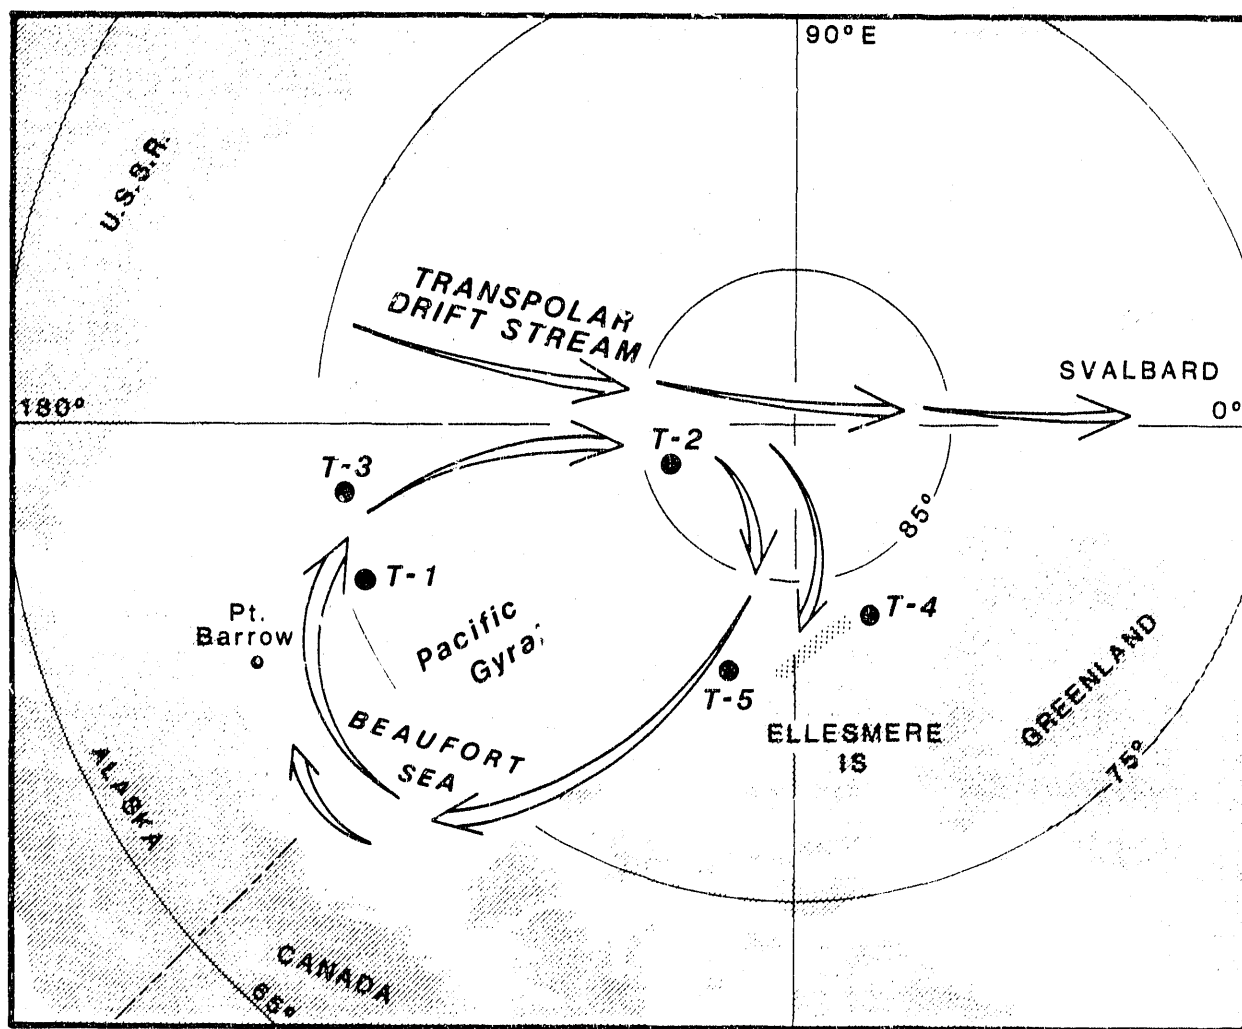 90° E
U.S.S.R.
TRANSPOLAR
DRIFT STREAM
SVALBARD
180°
0°
T-2
T-3
85°
T-1
T-4
Pt.
Barrow
Pacific
Gyra;
T-5
GREENLAND
BEAUFORT
SEA
ELLESMERE
IS
75°
ALASKA
CANADA
65°